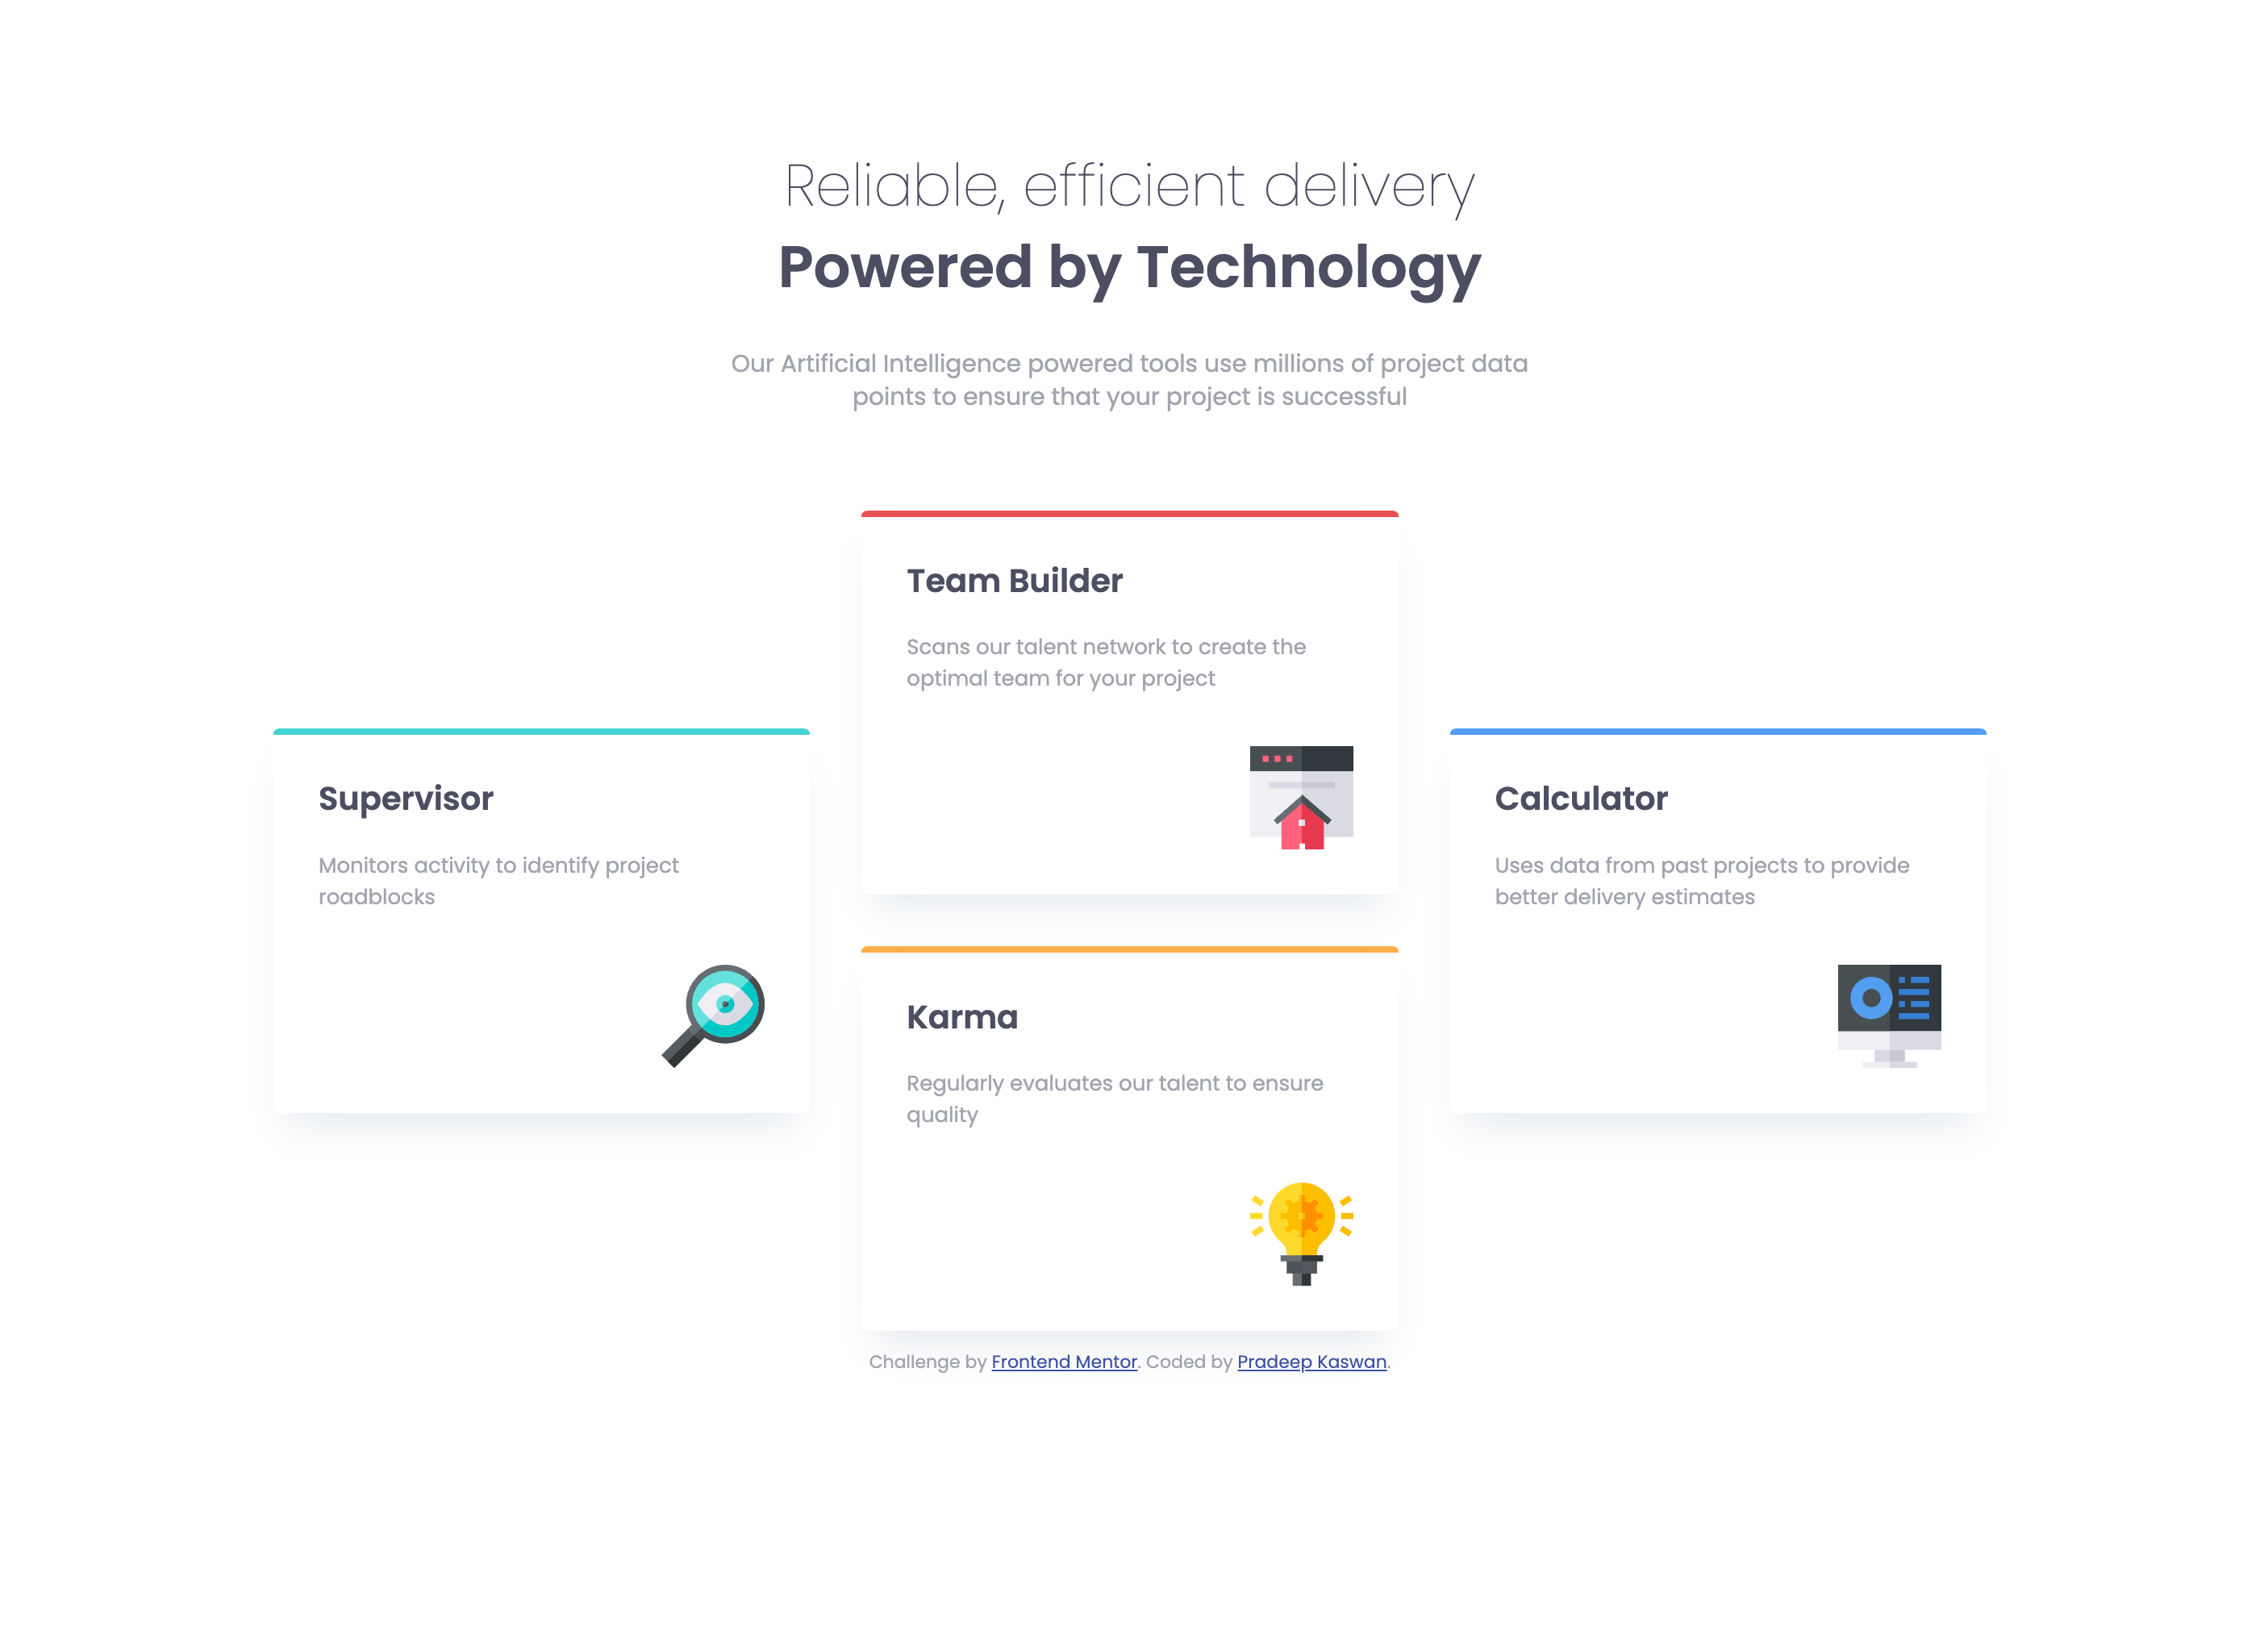 Reliable, efficient delivery
Powered by Technology
Our Artificial Intelligence powered tools use millions of project data
points to ensure that your project is successful
Supervisor
Monitors activity to identify project
roadblocks
Team Builder
Scans our talent network to create the
optimal team for your project
Karma
Regularly evaluates our talent to ensure
quality
Calculator
Uses data from past projects to provide
better delivery estimates
Challenge by Frontend Mentor. Coded by Pradeep Kaswan.